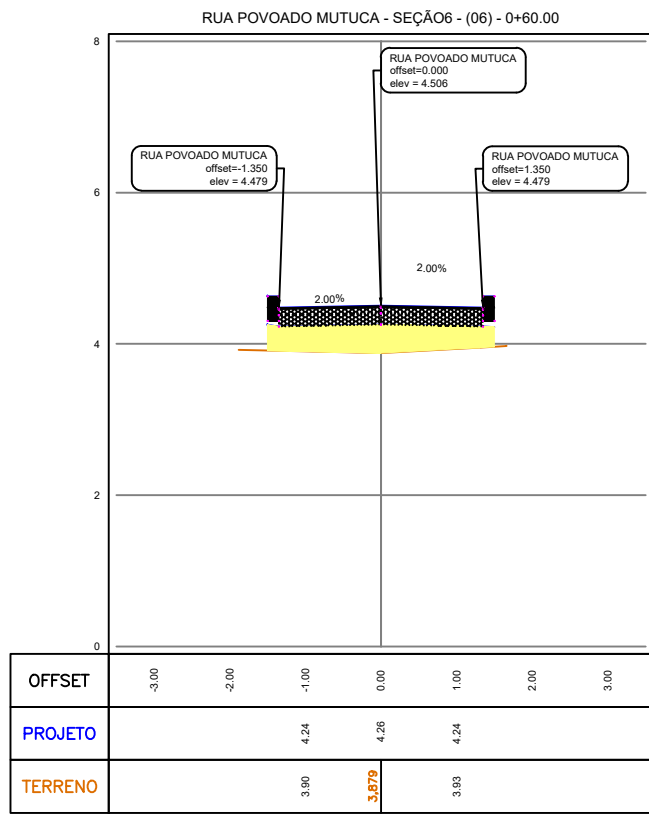 RUA POVOADO MUTUCA - SEÇÃO6 - (06) - 0+60.00
8
RUA POVOADO MUTUCA
offset=0.000
elev = 4.506
RUA POVOADO MUTUCA
offset=-1.350
elev = 4.479
RUA POVOADO MUTUCA
offset=1.350
elev = 4.479
6
2.00%
2.00%
4
2
0
OFFSET -3.00 -2.00 -1.00 0.00 1.00 2.00 3.00
PROJETO 4.24 4.26 4.24
TERRENO 3.90 3,879 3.93